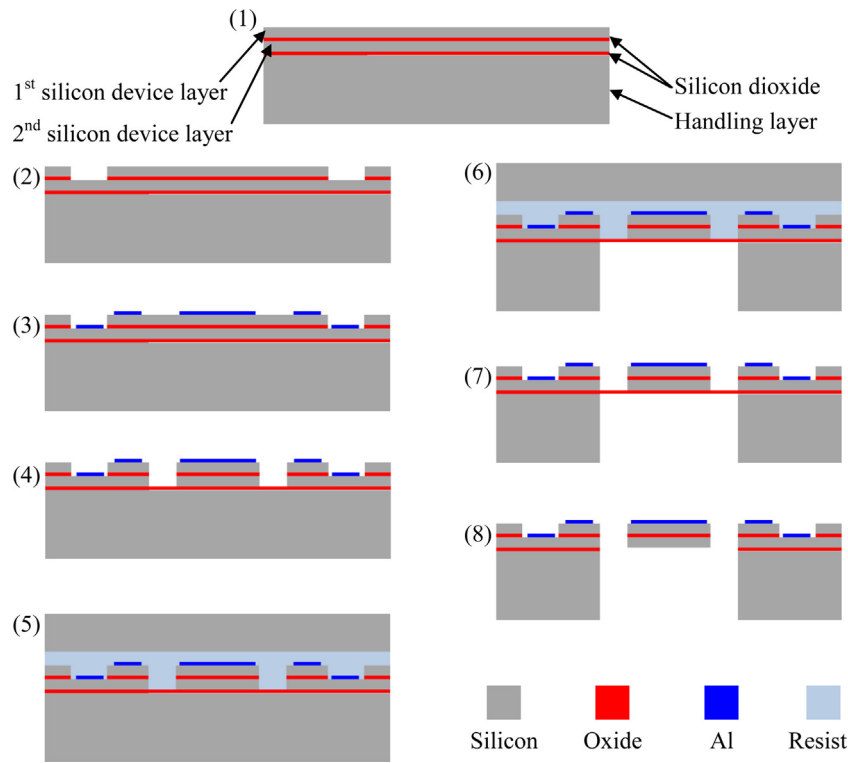 (1)
1st silicon device layer
2nd silicon device layer
Silicon dioxide
Handling layer
(2)
(3)
(4)
(5)
(6)
(7)
(8)
Silicon
Oxide
Al
Resist